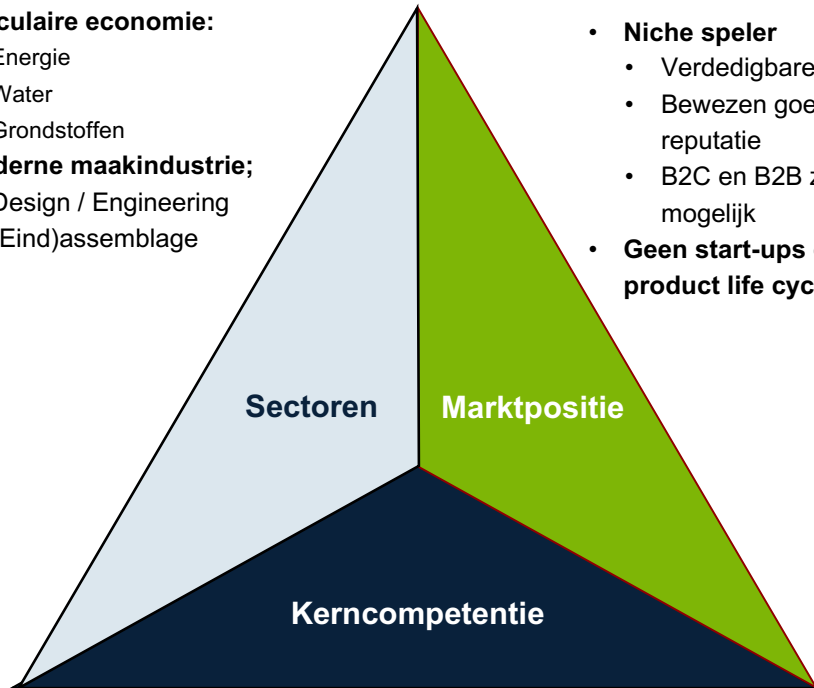 culaire economie:
Energie
Water
Grondstoffen
derne maakindustrie;
Design / Engineering
Eind)assemblage
• Niche speler
• Verdedigbare
• Bewezen goe
reputatie
• B2C en B2B z
mogelijk
• Geen start-ups
product life cyc
Sectoren
Marktpositie
Kerncompetentie